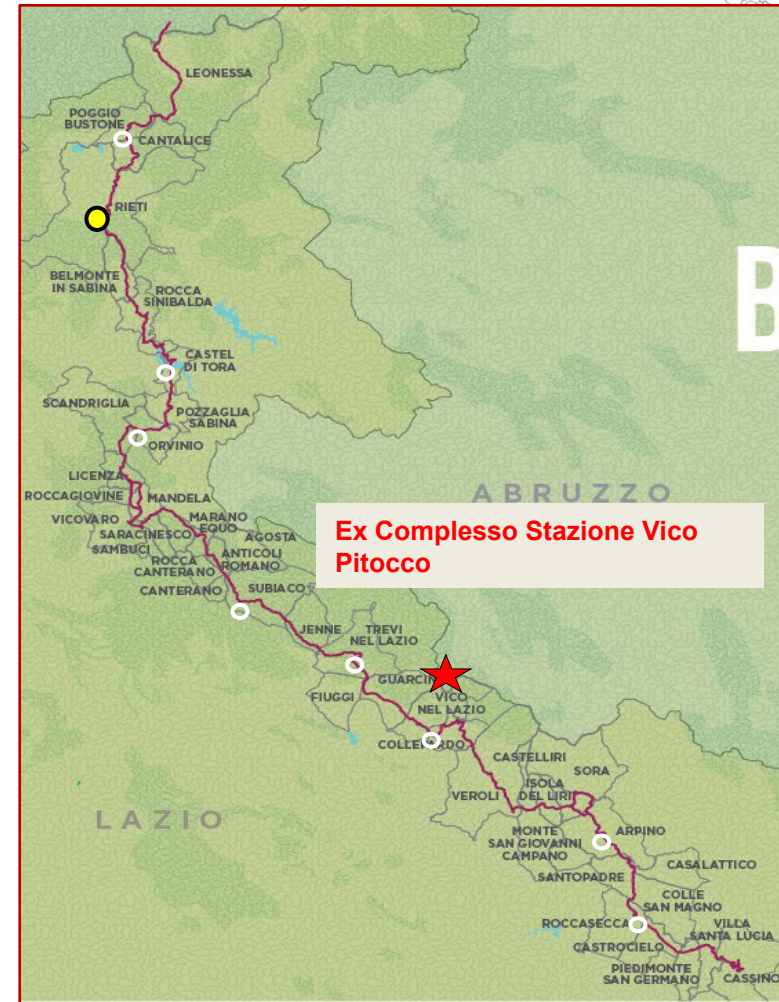 LEONESSA
POGGIO
BUSTONE
CANTALICE
RIETI
BELMONTE
IN SABINA
ROCCA
SINIBALDA
CASTEL
DI TORA
SCANDRIGLIA
POZZAGLIA
SABINA
ORVINIO
LICENZA
ROCCAGIOVINE
MANDELA
VICOVARO
SARACINESCO
SAMBUCI
MARANO
EQUO
AGOSTA
ANTICOLI
ROMANO
ROCCA
CANTERANO
CANTERANO
SUBIACO
ABRUZZO
B
Ex Complesso Stazione Vico
Pitocco
JENNE
TREVI
NEL LAZIO
GUARCIN
FIUGGI
VICO
NEL LAZIO
COLLEPARDO
CASTELLIRI
SORA
ISOLA
DEL LIRI
VEROLI
LAZIO
MONTE
SAN GIOVANNI
CAMPANO
ARPINO
CASALATTICO
SANTOPADRE
COLLE
SAN MAGNO
ROCCASECCA
VILLA
SANTA LUCIA
CASTROCIELO
PIEDIMONTE
SAN GERMANO
CASSINO